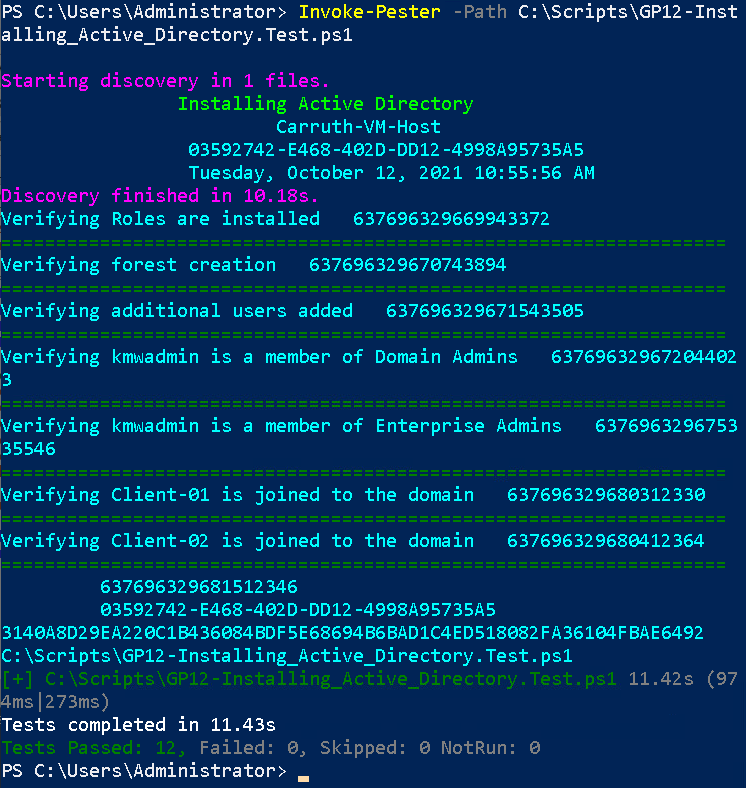 PS C:\Users\Administrator> Invoke-Pester -Path C:\Scripts\GP12-Inst
alling_Active_Directory.Test.ps1
Starting discovery in 1 files.
Installing Active Directory
Carruth-VM-Host
03592742-E468-402D-DD12-4998A95735A5
Tuesday, October 12, 2021 10:55:56 AM
Discovery finished in 10.18s.
Verifying Roles are installed   637696329669943372
==================================================================
Verifying forest creation   637696329670743894
==================================================================
Verifying additional users added   637696329671543505
==================================================================
Verifying kmwadmin is a member of Domain Admins   63769632967204402
3
==================================================================
Verifying kmwadmin is a member of Enterprise Admins   6376963296753
35546
==================================================================
Verifying Client-01 is joined to the domain   637696329680312330
==================================================================
Verifying Client-02 is joined to the domain   637696329680412364
==================================================================
637696329681512346
03592742-E468-402D-DD12-4998A95735A5
3140A8D29EA220C1B436084BDF5E68694B6BAD1C4ED518082FA36104FBAE6492
C:\Scripts\GP12-Installing_Active_Directory.Test.ps1
[+] C:\Scripts\GP12-Installing_Active_Directory.Test.ps1 11.42s (97
4ms|273ms)
Tests completed in 11.43s
Tests Passed: 12, Failed: 0, Skipped: 0 NotRun: 0
PS C:\Users\Administrator> _